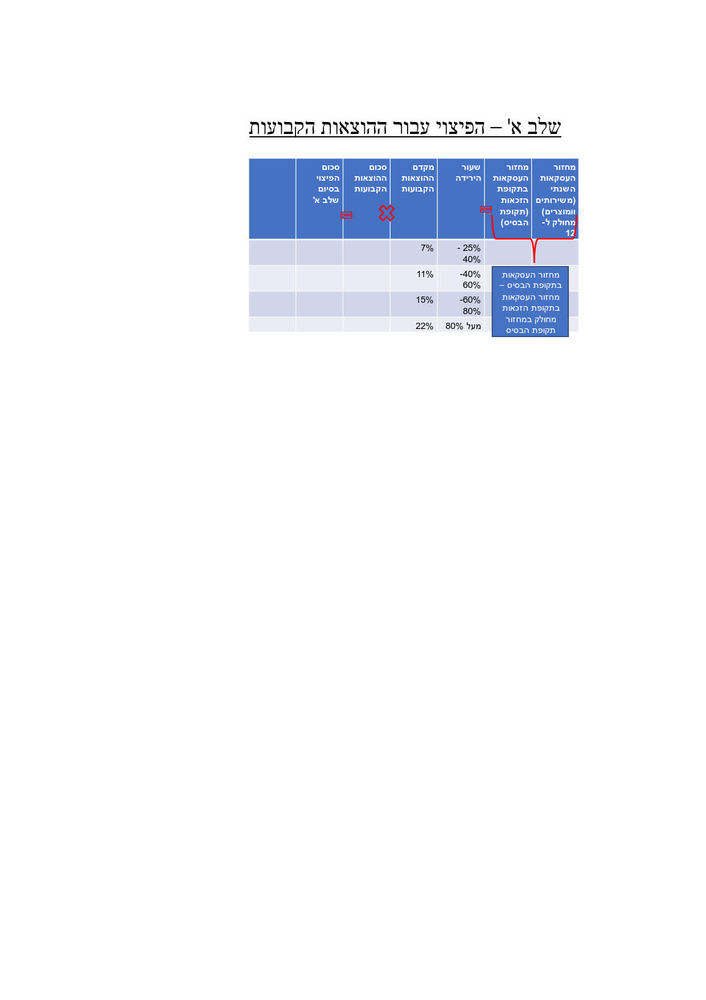 שלב א' – הפיצוי עבור ההוצאות הקבועות
מחזור
העסקאות
השנתי
(משירותים
וומוצרים)
מחולק ל-
12
מחזור
העסקאות
בתקופת
הזכאות
(תקופת
הבסיס)
שעור
הירידה
מקדם
ההוצאות
הקבועות
סכום
ההוצאות
הקבועות
סכום
הפיצוי
בסיום
שלב א'
25% -
40%
7%
40%-
60%
11%
60%-
80%
15%
מעל 80%
22%
מחזור העסקאות
בתקופת הבסיס –
מחזור העסקאות
בתקופת הזכאות
מחולק במחזור
תקופת הבסיס